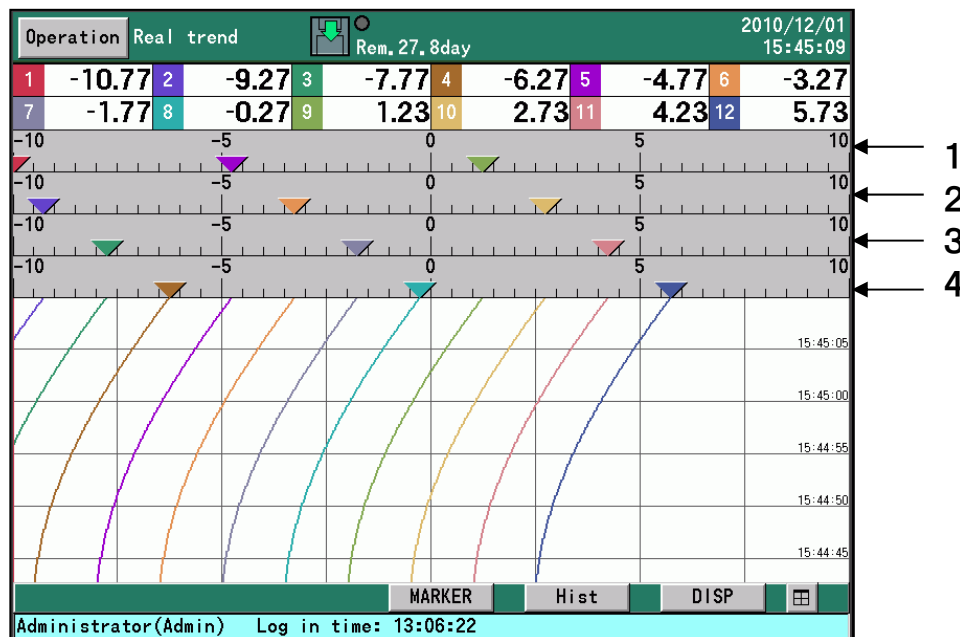 Operation Real trend Rem.27.8day 2010/12/01
15:45:09
1 -10.77 2 -9.27 3 -7.77 4 -6.27 5 -4.77 6 -3.27
7 -1.77 8 -0.27 9 1.23 10 2.73 11 4.23 12 5.73
-10 -5 0 5 10 1
-10 -5 0 5 10 2
-10 -5 0 5 10 3
-10 -5 0 5 10 4
15:45:05
15:45:00
15:44:55
15:44:50
15:44:45
MARKER Hist DISP
Administrator(Admin) Log in time: 13:06:22